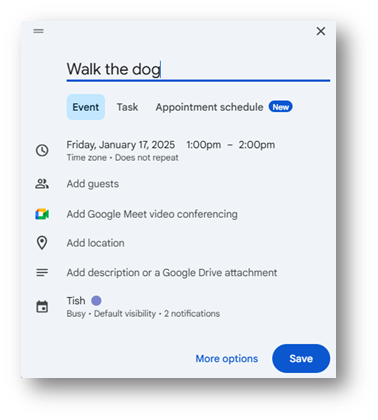 Walk the dog
Event Task Appointment schedule New
Friday, January 17, 2025 1:00pm – 2:00pm
Time zone • Does not repeat
Add guests
Add Google Meet video conferencing
Add location
Add description or a Google Drive attachment
Tish
Busy • Default visibility • 2 notifications
More options Save